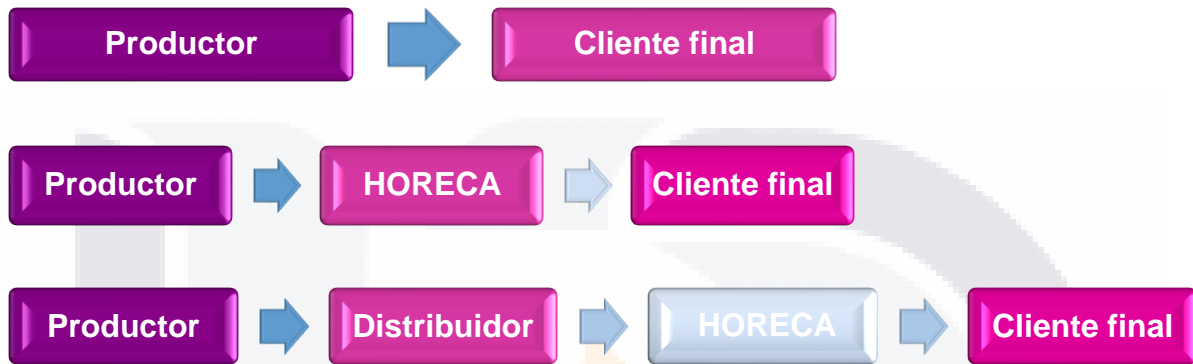 Productor Cliente final
Productor HORECA Cliente final
Productor Distribuidor HORECA Cliente final